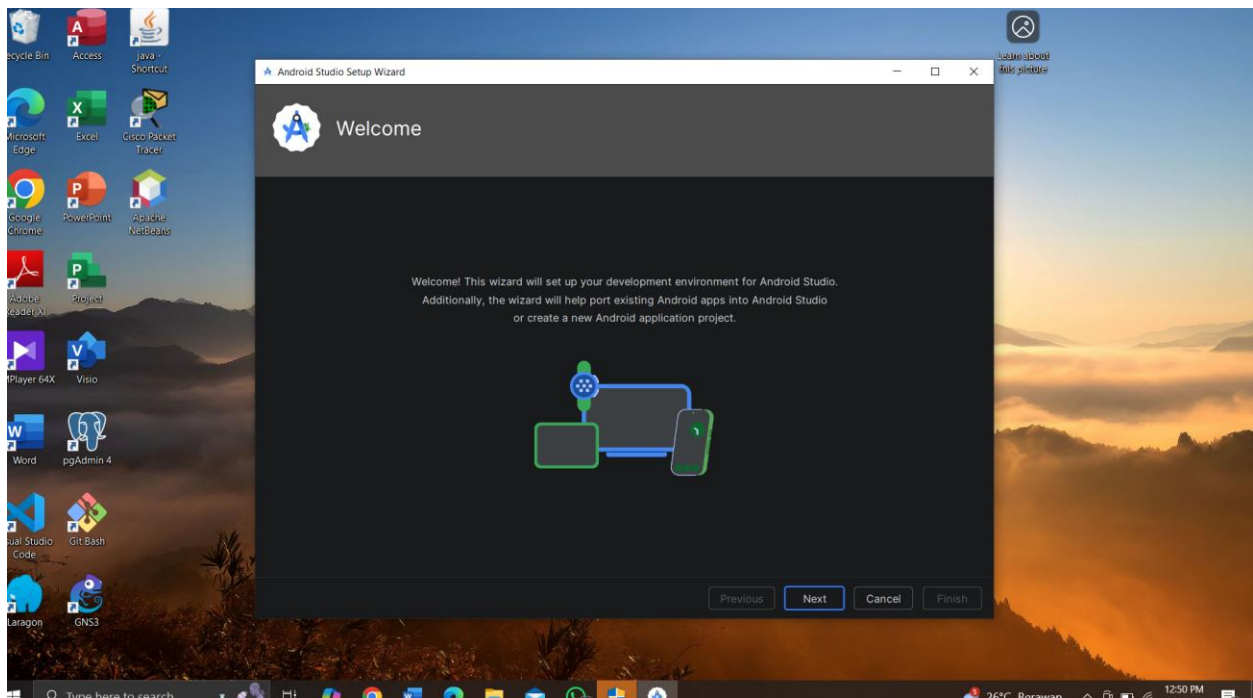 Recycle Bin
Access
java -
Shortcut
Learn about
this picture
Android Studio Setup Wizard
Welcome
Microsoft
Edge
Excel
Cisco Packet
Tracer
Google
Chrome
PowerPoint
Apache
NetBeans
Adobe
Reader XI
Project
Welcome! This wizard will set up your development environment for Android Studio.
Additionally, the wizard will help port existing Android apps into Android Studio
or create a new Android application project.
Player 64X
Visio
Word
pgAdmin 4
Visual Studio
Code
Git Bash
Laragon
GNS3
Previous
Next
Cancel
Finish
Type here to search
26°C Berawan
12:50 PM